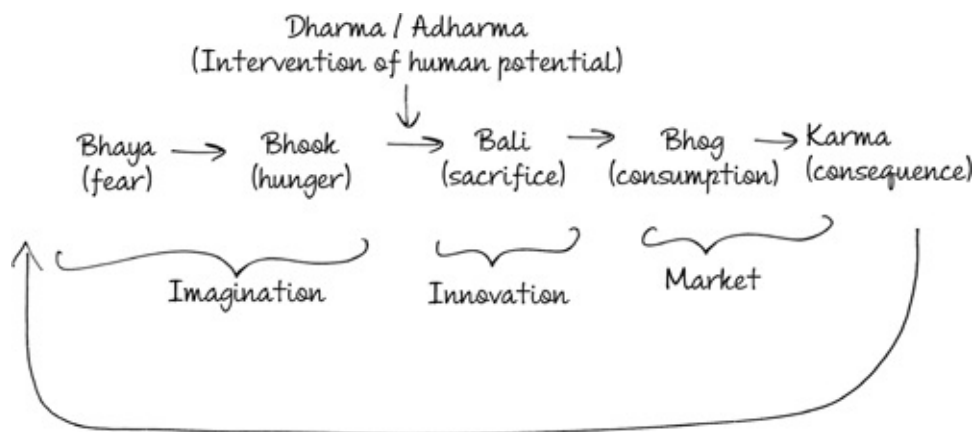 Dharma / Adharma
(Intervention of human potential)
Bhaya
(fear)
Bhook
(hunger)
Bali
(sacrifice)
Bhog
(consumption)
Karma
(consequence)
Imagination
Innovation
Market